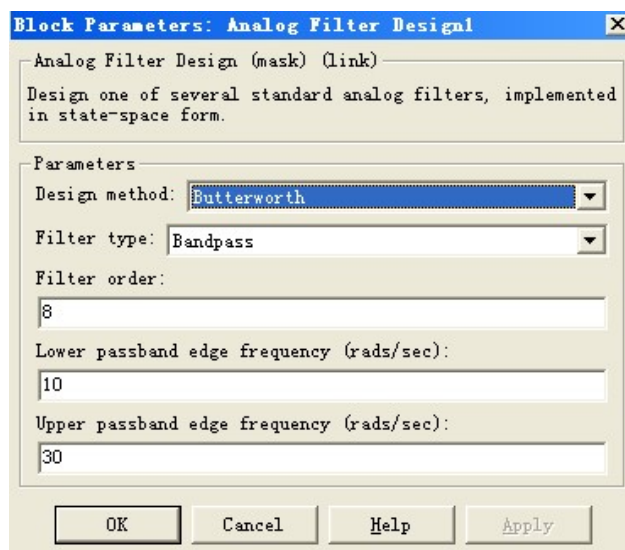 Block Parameters: Analog Filter Design1
Analog Filter Design (mask) (link)
Design one of several standard analog filters, implemented
in state-space form.
Parameters
Design method: Butterworth
Filter type: Bandpass
Filter order:
8
Lower passband edge frequency (rads/sec):
10
Upper passband edge frequency (rads/sec):
30
OK Cancel Help Apply